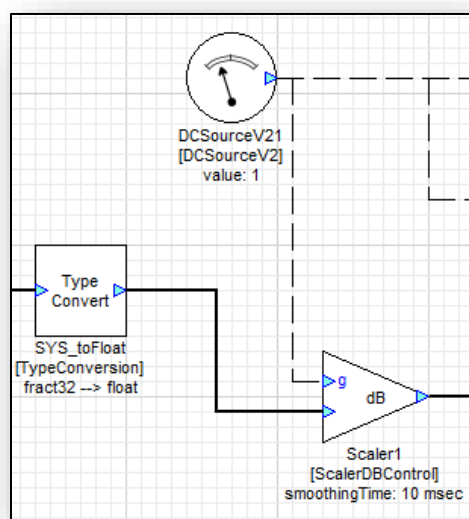 DCSourceV21
[DCSourceV2]
value: 1
Type
Convert
SYS_toFloat
[TypeConversion]
fract32 --> float
g
dB
Scaler1
[ScalerDBControl]
smoothingTime: 10 msec